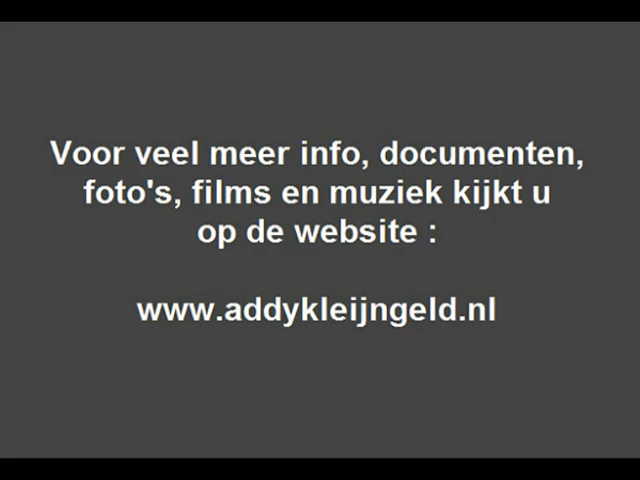 Voor veel meer info, documenten,
foto's, films en muziek kijkt u
op de website :
www.addykleijngeld.nl